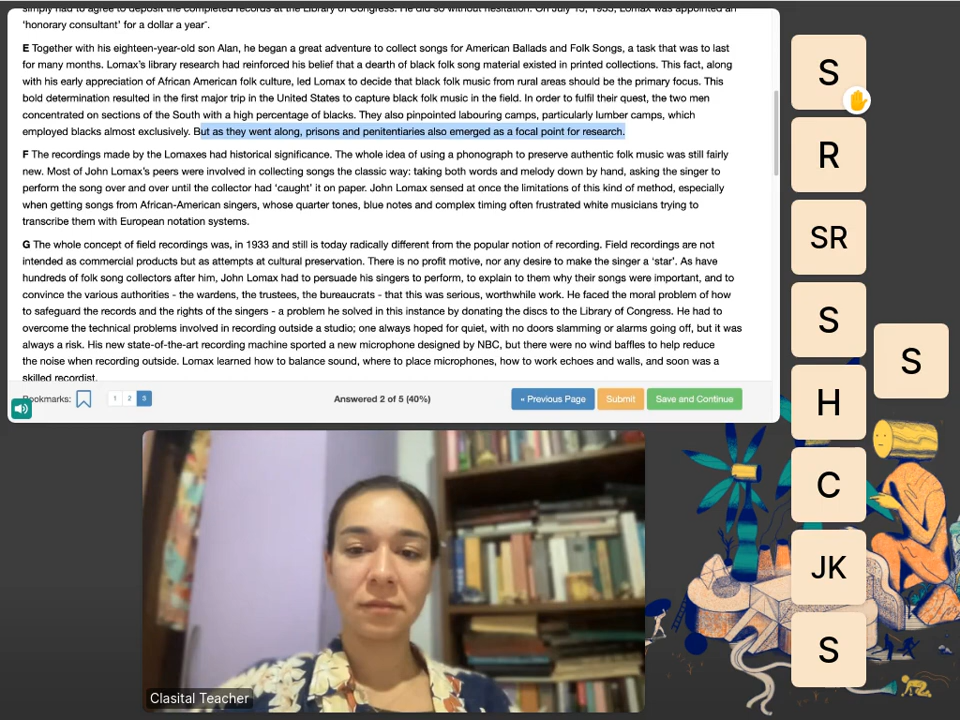 simply had to agree to deposit the completed records at the Library of Congress. He did so without hesitation. On July 15, 1933, Lomax was appointed an
'honorary consultant' for a dollar a year'.
E Together with his eighteen-year-old son Alan, he began a great adventure to collect songs for American Ballads and Folk Songs, a task that was to last
for many months. Lomax's library research had reinforced his belief that a dearth of black folk song material existed in printed collections. This fact, along
with his early appreciation of African American folk culture, led Lomax to decide that black folk music from rural areas should be the primary focus. This
bold determination resulted in the first major trip in the United States to capture black folk music in the field. In order to fulfil their quest, the two men
concentrated on sections of the South with a high percentage of blacks. They also pinpointed labouring camps, particularly lumber camps, which
employed blacks almost exclusively. But as they went along, prisons and penitentiaries also emerged as a focal point for research.
F The recordings made by the Lomaxes had historical significance. The whole idea of using a phonograph to preserve authentic folk music was still fairly
new. Most of John Lomax's peers were involved in collecting songs the classic way: taking both words and melody down by hand, asking the singer to
perform the song over and over until the collector had 'caught' it on paper. John Lomax sensed at once the limitations of this kind of method, especially
when getting songs from African-American singers, whose quarter tones, blue notes and complex timing often frustrated white musicians trying to
transcribe them with European notation systems.
G The whole concept of field recordings was, in 1933 and still is today radically different from the popular notion of recording. Field recordings are not
intended as commercial products but as attempts at cultural preservation. There is no profit motive, nor any desire to make the singer a 'star'. As have
hundreds of folk song collectors after him, John Lomax had to persuade his singers to perform, to explain to them why their songs were important, and to
convince the various authorities - the wardens, the trustees, the bureaucrats - that this was serious, worthwhile work. He faced the moral problem of how
to safeguard the records and the rights of the singers - a problem he solved in this instance by donating the discs to the Library of Congress. He had to
overcome the technical problems involved in recording outside a studio; one always hoped for quiet, with no doors slamming or alarms going off, but it was
always a risk. His new state-of-the-art recording machine sported a new microphone designed by NBC, but there were no wind baffles to help reduce
the noise when recording outside. Lomax learned how to balance sound, where to place microphones, how to work echoes and walls, and soon was a
skilled recordist.
Bookmarks: 1 2 3 Answered 2 of 5 (40%) « Previous Page Submit Save and Continue
S
R
SR
S
H
S
C
JK
S
Clasital Teacher